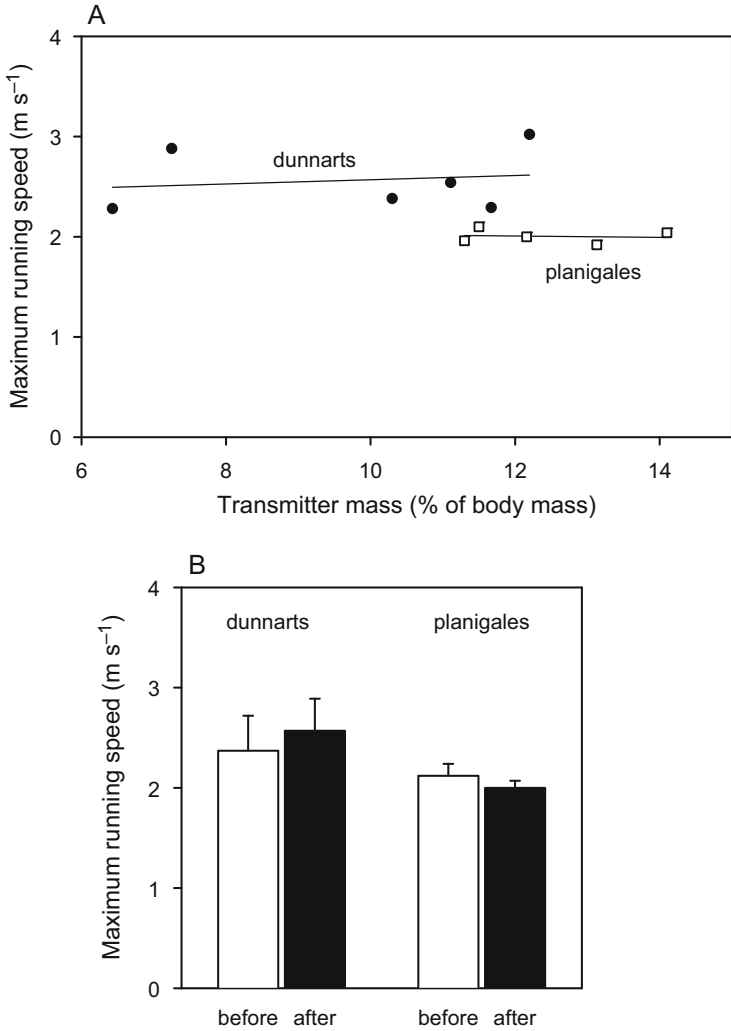 A
Maximum running speed (m s⁻¹)
4
3
2
1
0
dunnarts
planigales
6 8 10 12 14
Transmitter mass (% of body mass)
B
Maximum running speed (m s⁻¹)
4
3
2
1
0
dunnarts planigales
before after before after